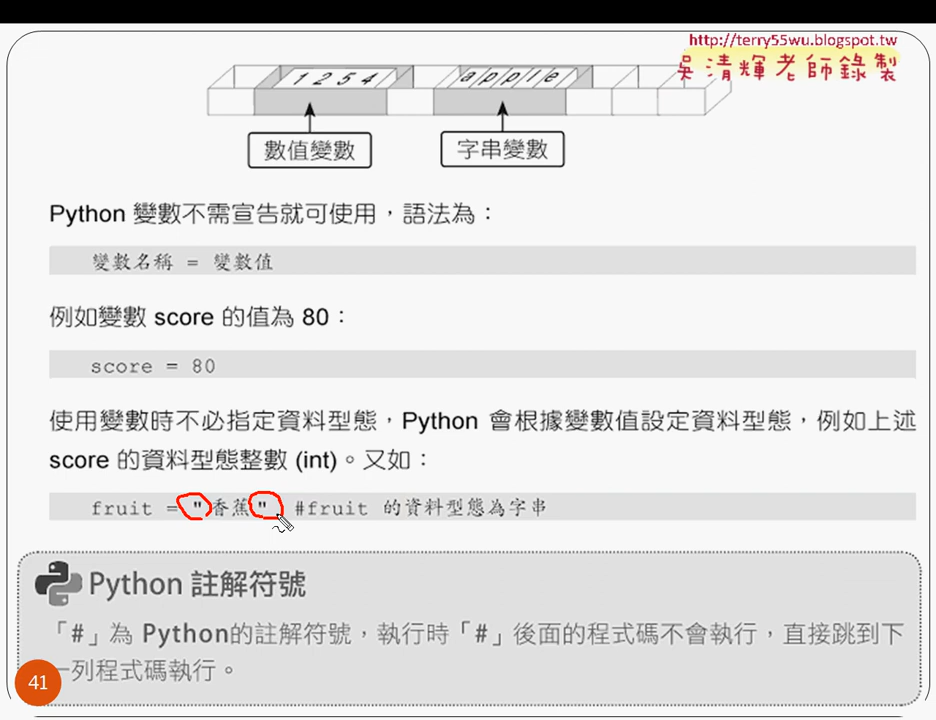 http://terry55wu.blogspot.tw
吳清輝老師錄製
1254 apple
數值變數 字串變數
Python 變數不需宣告就可使用，語法為：
變數名稱 = 變數值
例如變數 score 的值為 80：
score = 80
使用變數時不必指定資料型態，Python 會根據變數值設定資料型態，例如上述
score 的資料型態整數 (int)。又如：
fruit = "香蕉" #fruit 的資料型態為字串
Python 註解符號
「#」為 Python的註解符號，執行時「#」後面的程式碼不會執行，直接跳到下
一列程式碼執行。
41